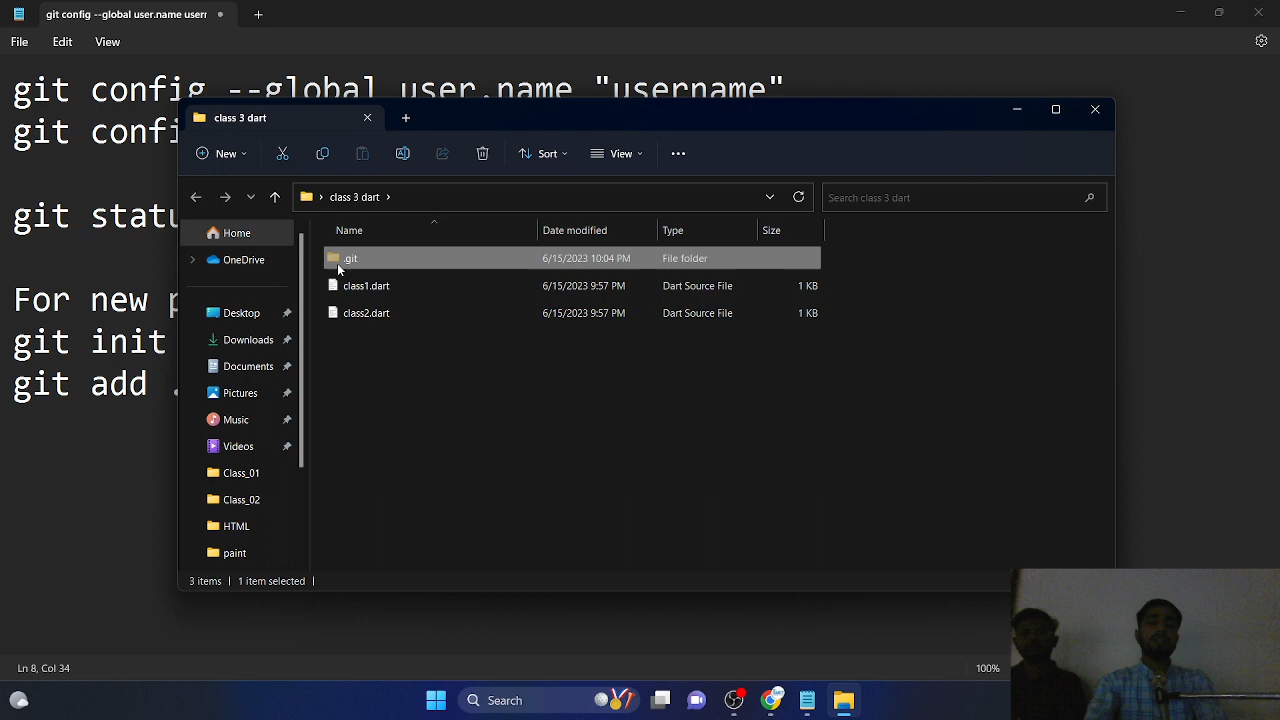 git config --global user.name userr
File Edit View
git config --global user.name "username"
git confi
git statu
For new p
git init
git add .
class 3 dart
New Sort View
class 3 dart
Search class 3 dart
Name Date modified Type Size
.git 6/15/2023 10:04 PM File folder
class1.dart 6/15/2023 9:57 PM Dart Source File 1 KB
class2.dart 6/15/2023 9:57 PM Dart Source File 1 KB
Home
OneDrive
Desktop
Downloads
Documents
Pictures
Music
Videos
Class_01
Class_02
HTML
paint
3 items 1 item selected
Ln 8, Col 34 100%
Search